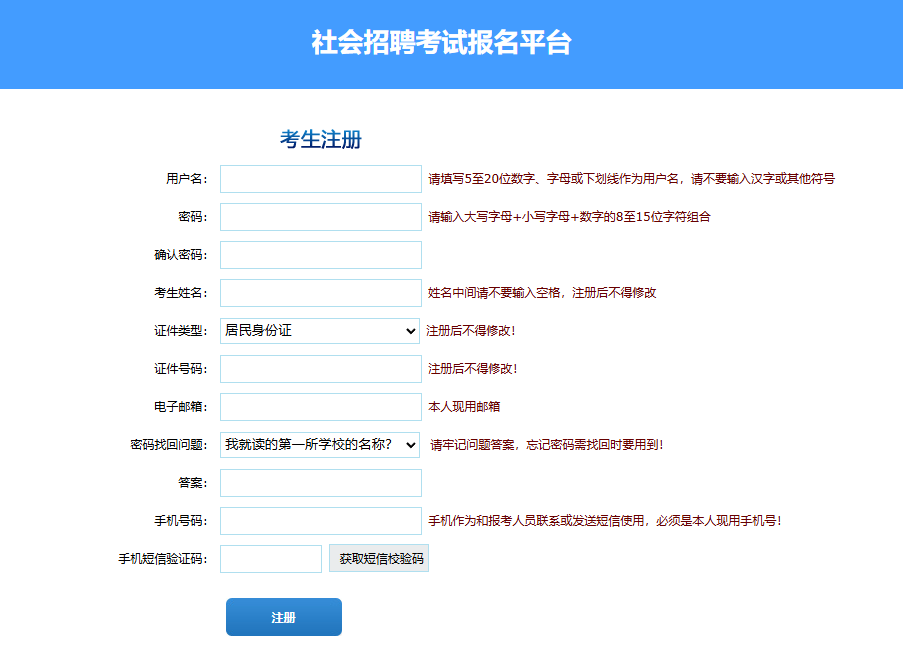 社会招聘考试报名平台
考生注册
用户名： 请填写5至20位数字、字母或下划线作为用户名，请不要输入汉字或其他符号
密码： 请输入大写字母+小写字母+数字的8至15位字符组合
确认密码：
考生姓名： 姓名中间请不要输入空格，注册后不得修改
证件类型： 居民身份证 注册后不得修改！
证件号码： 注册后不得修改！
电子邮箱： 本人现用邮箱
密码找回问题： 我就读的第一所学校的名称？ 请牢记问题答案，忘记密码需找回时要用到！
答案：
手机号码： 手机作为和报考人员联系或发送短信使用，必须是本人现用手机号！
手机短信验证码： 获取短信校验码
注册